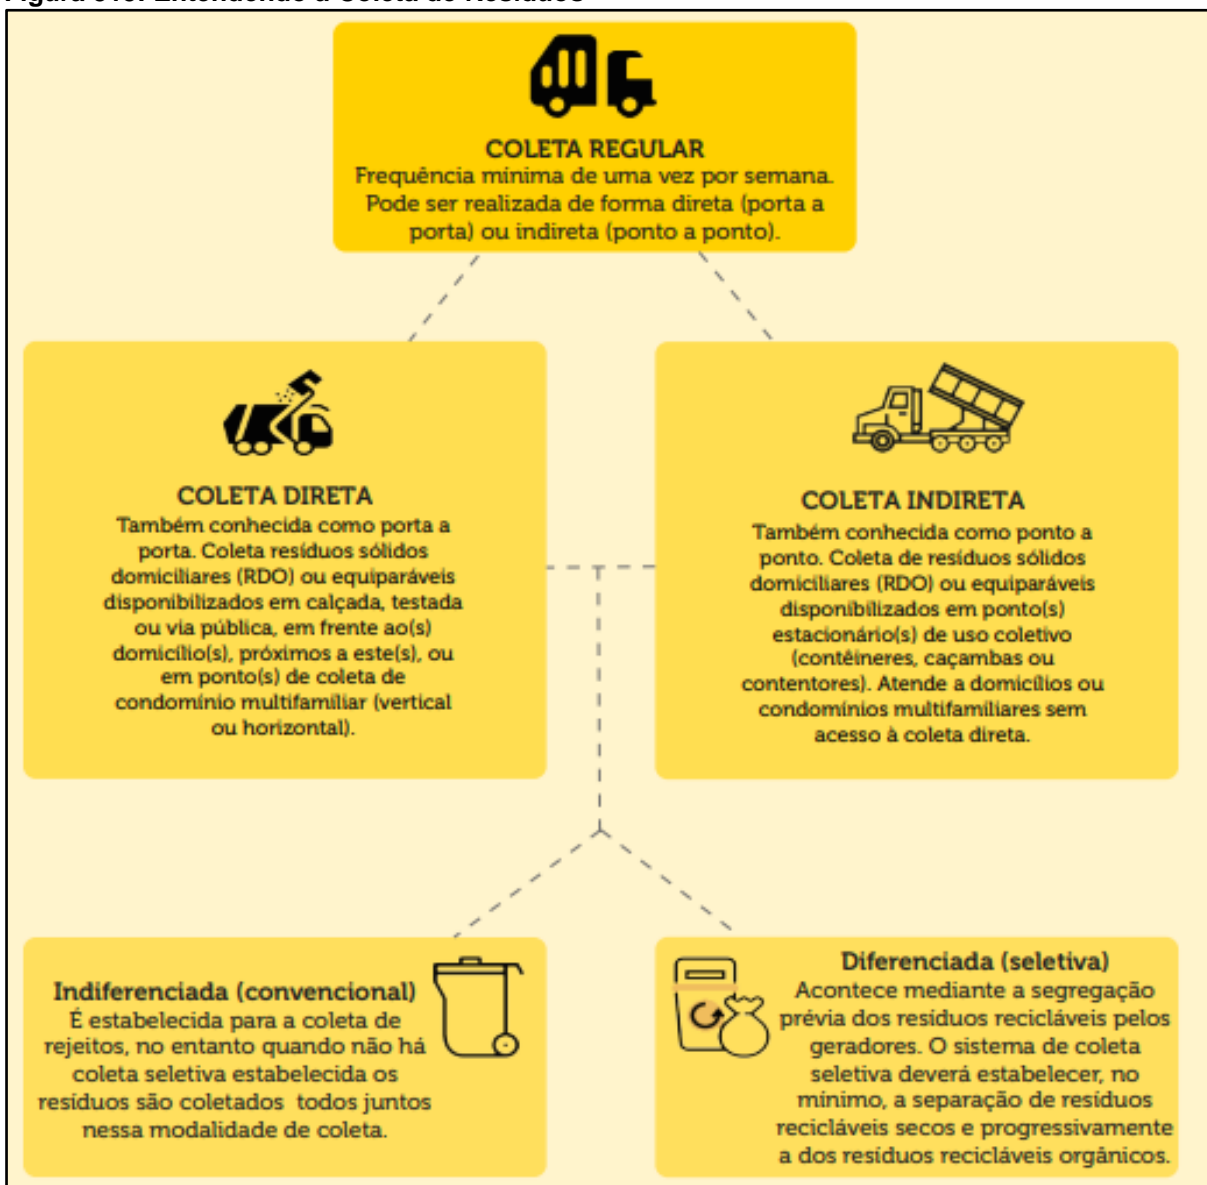 COLETA REGULAR
Frequência mínima de uma vez por semana.
Pode ser realizada de forma direta (porta a
porta) ou indireta (ponto a ponto).
COLETA DIRETA
Também conhecida como porta a
porta. Coleta resíduos sólidos
domiciliares (RDO) ou equiparáveis
disponibilizados em calçada, testada
ou via pública, em frente ao(s)
domicílio(s), próximos a este(s), ou
em ponto(s) de coleta de
condomínio multifamiliar (vertical
ou horizontal).
COLETA INDIRETA
Também conhecida como ponto a
ponto. Coleta de resíduos sólidos
domiciliares (RDO) ou equiparáveis
disponibilizados em ponto(s)
estacionário(s) de uso coletivo
(contêineres, caçambas ou
contentores). Atende a domicílios ou
condomínios multifamiliares sem
acesso à coleta direta.
Indiferenciada (convencional)
É estabelecida para a coleta de
rejeitos, no entanto quando não há
coleta seletiva estabelecida os
resíduos são coletados todos juntos
nessa modalidade de coleta.
Diferenciada (seletiva)
Acontece mediante a segregação
prévia dos resíduos recicláveis pelos
geradores. O sistema de coleta
seletiva deverá estabelecer, no
mínimo, a separação de resíduos
recicláveis secos e progressivamente
a dos resíduos recicláveis orgânicos.